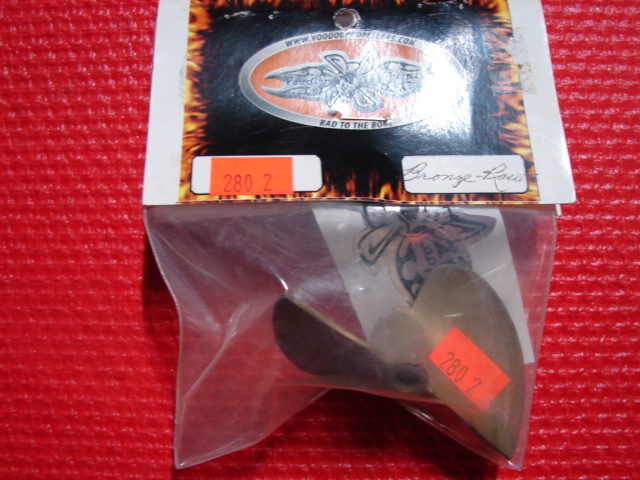 WWW.VOODOOPROPELLERS.COM
BAD TO THE BONE
280 2
Bronze-Raw
280 2